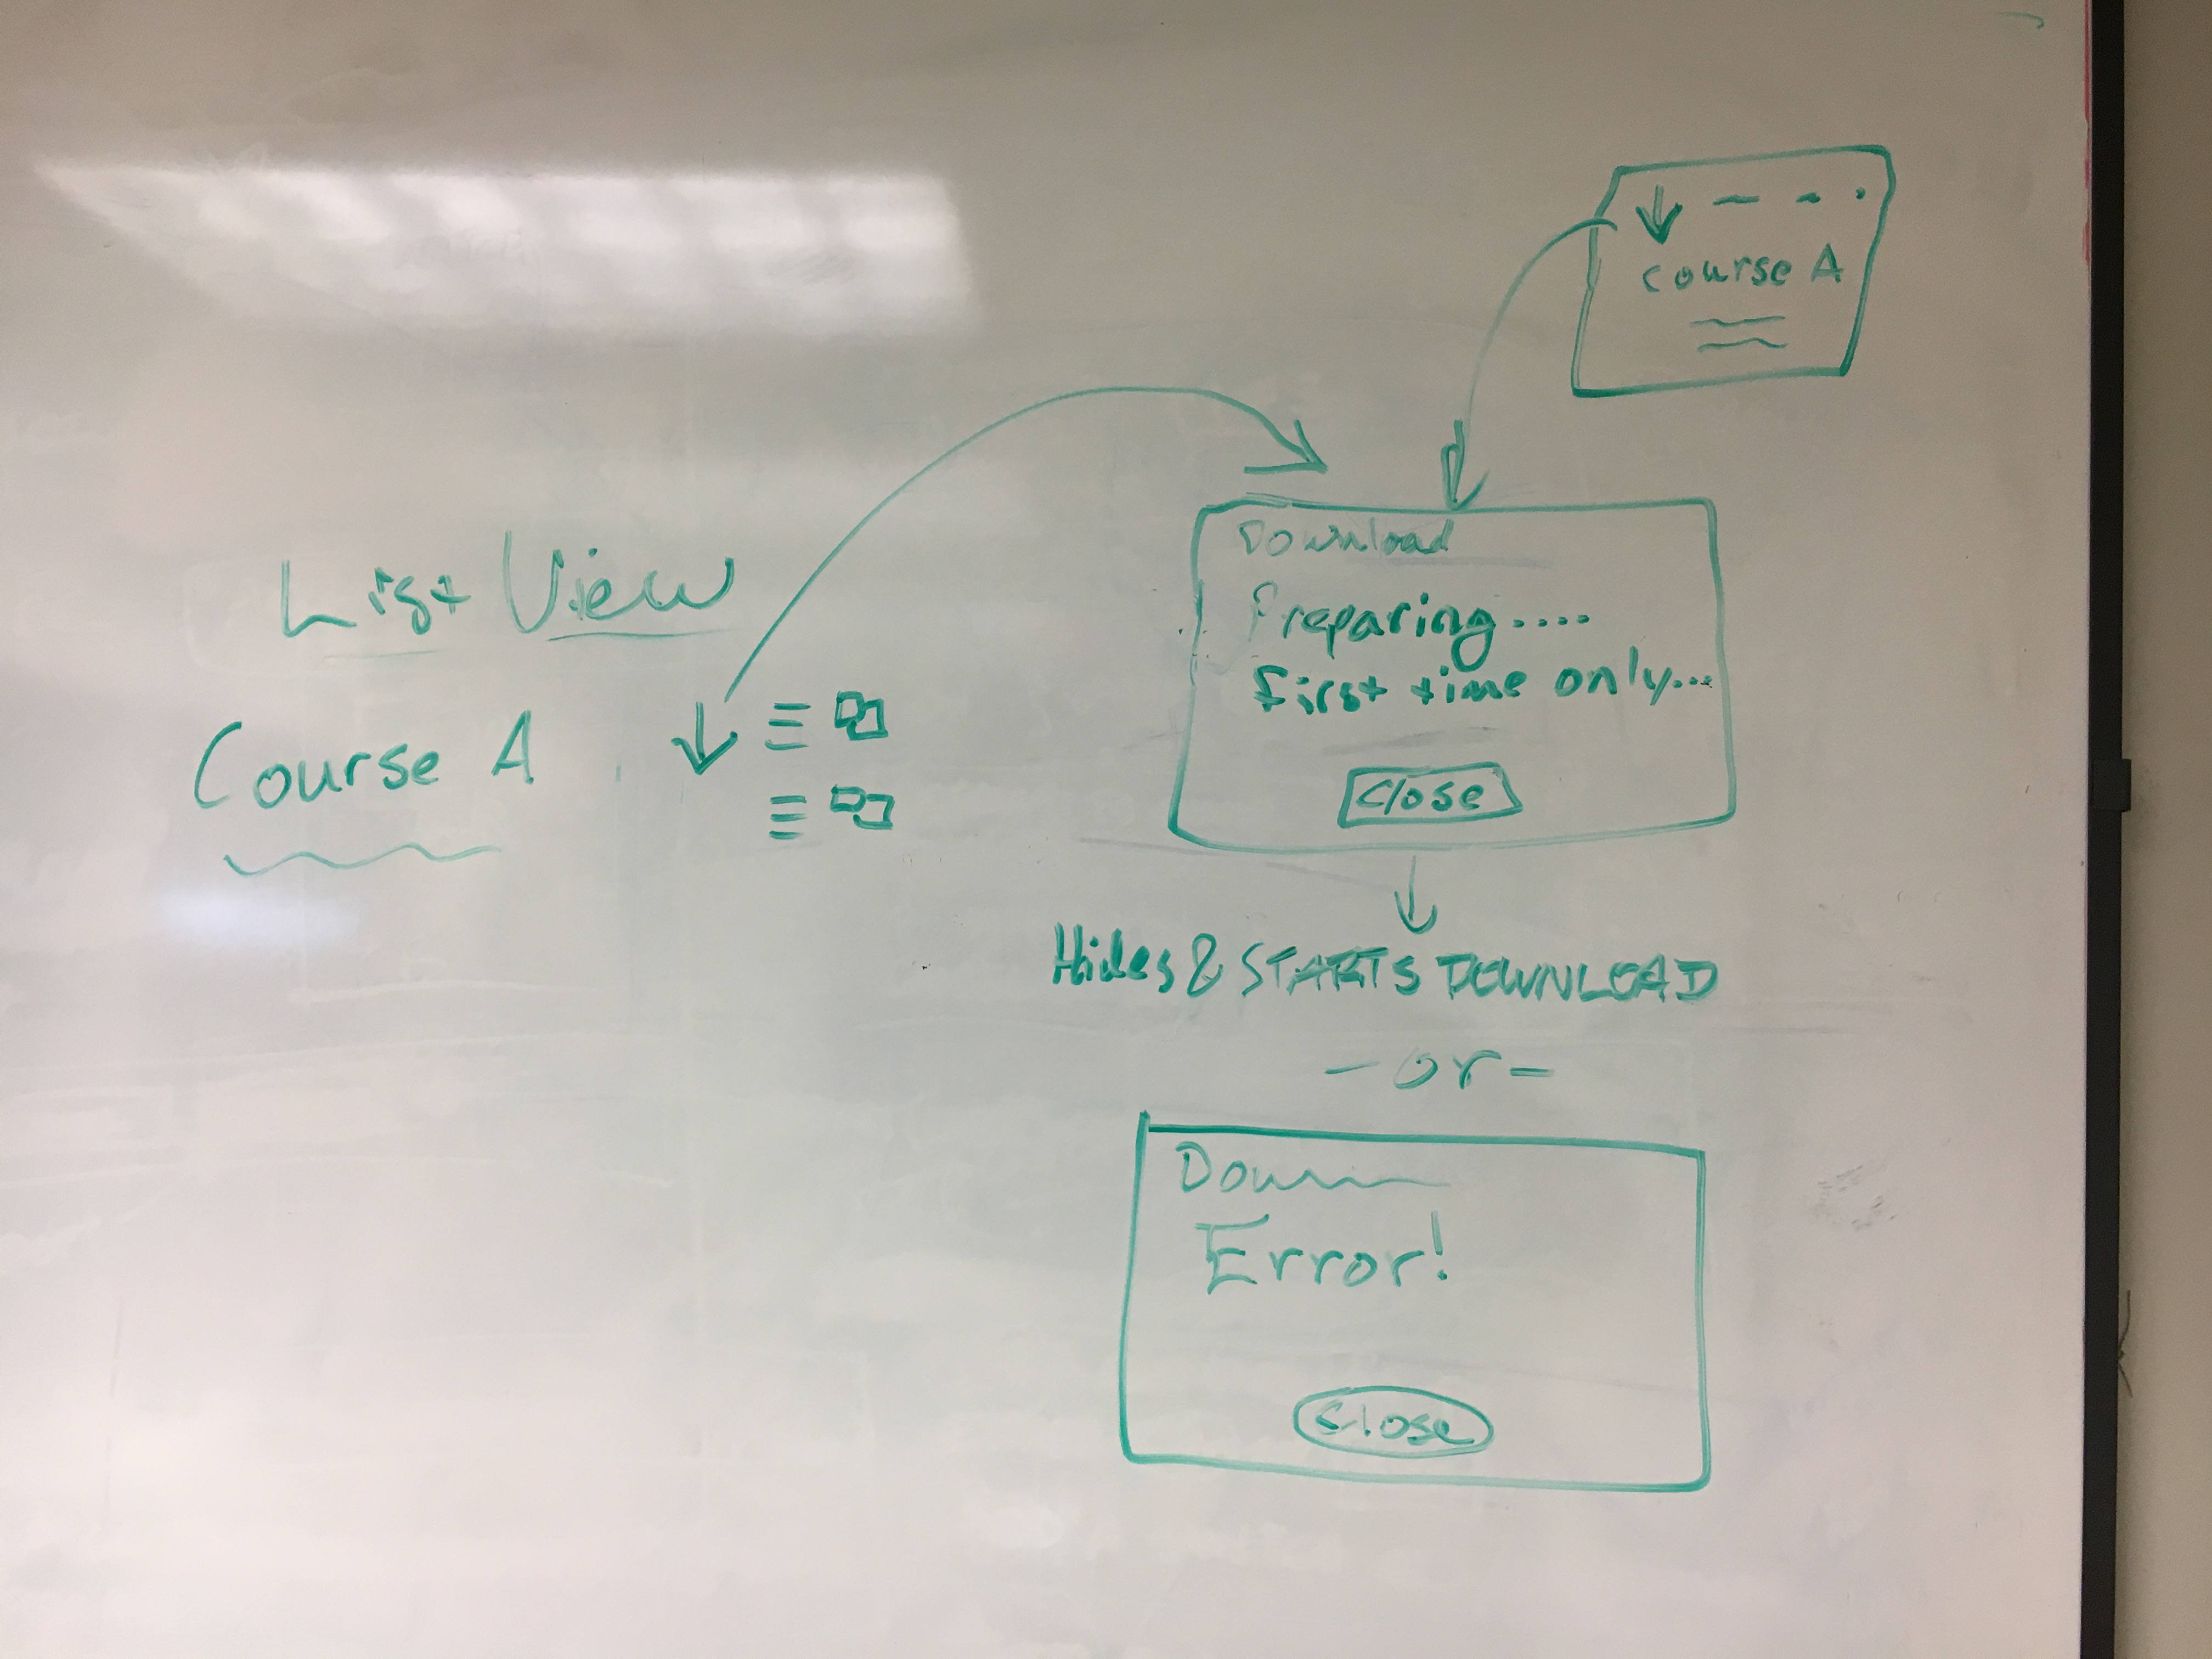 course A
List View
Course A
Download
Preparing....
first time only...
Close
Hides & STARTS DOWNLOAD
- or -
Down
Error!
Close